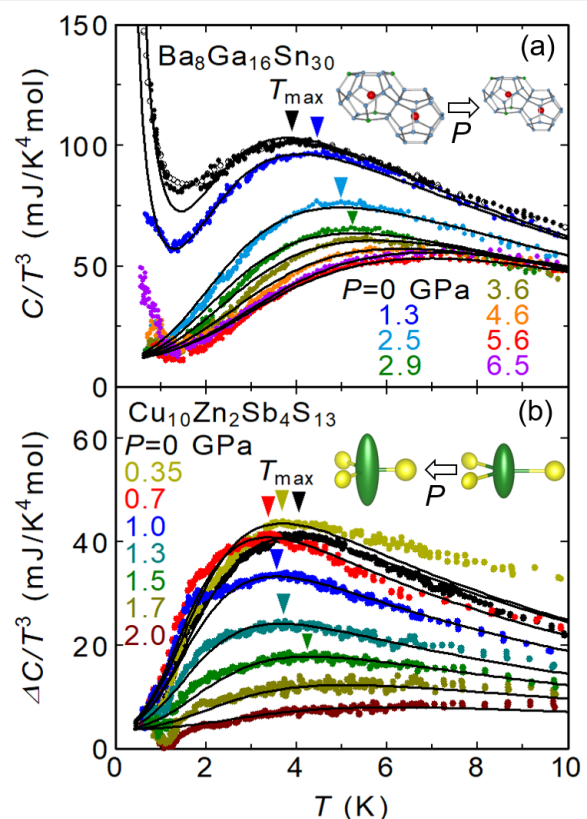 (a)
Ba₈Ga₁₆Sn₃₀
T_max
P
150
100
50
0
C/T³ (mJ/K⁴mol)
P=0 GPa
1.3
2.5
2.9
3.6
4.6
5.6
6.5
(b)
Cu₁₀Zn₂Sb₄S₁₃
P=0 GPa
0.35
0.7
1.0
1.3
1.5
1.7
2.0
T_max
P
60
40
20
0
ΔC/T³ (mJ/K⁴mol)
0 2 4 6 8 10
T (K)